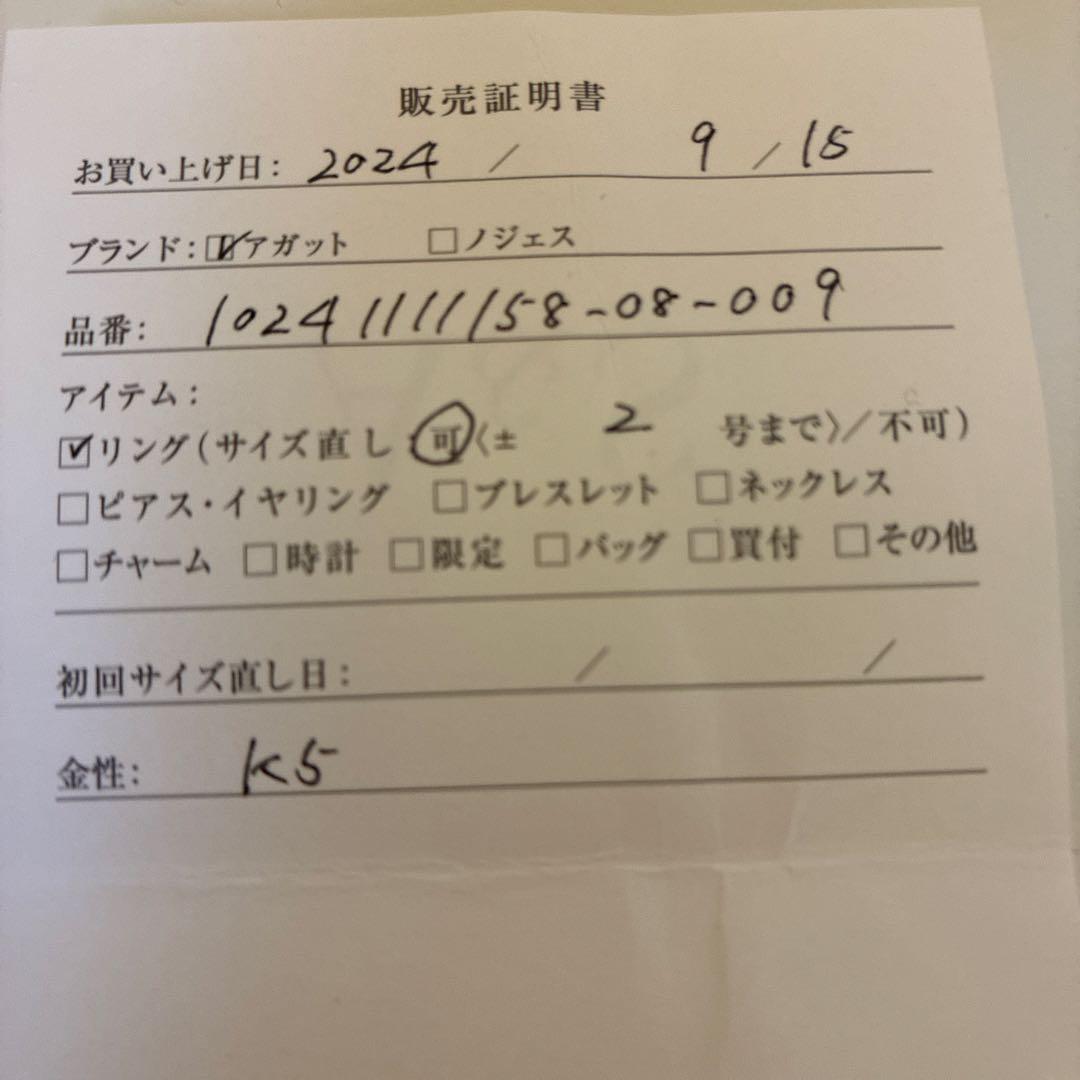 販売証明書
お買い上げ日: 2024 / 9 / 15
ブランド: ☑アガット □ノジェス
品番: 10241111158-08-009
アイテム:
☑リング(サイズ直し 可〈± 2 号まで〉/不可)
□ピアス・イヤリング □ブレスレット □ネックレス
□チャーム □時計 □限定 □バッグ □買付 □その他
初回サイズ直し日: / /
金性: K5